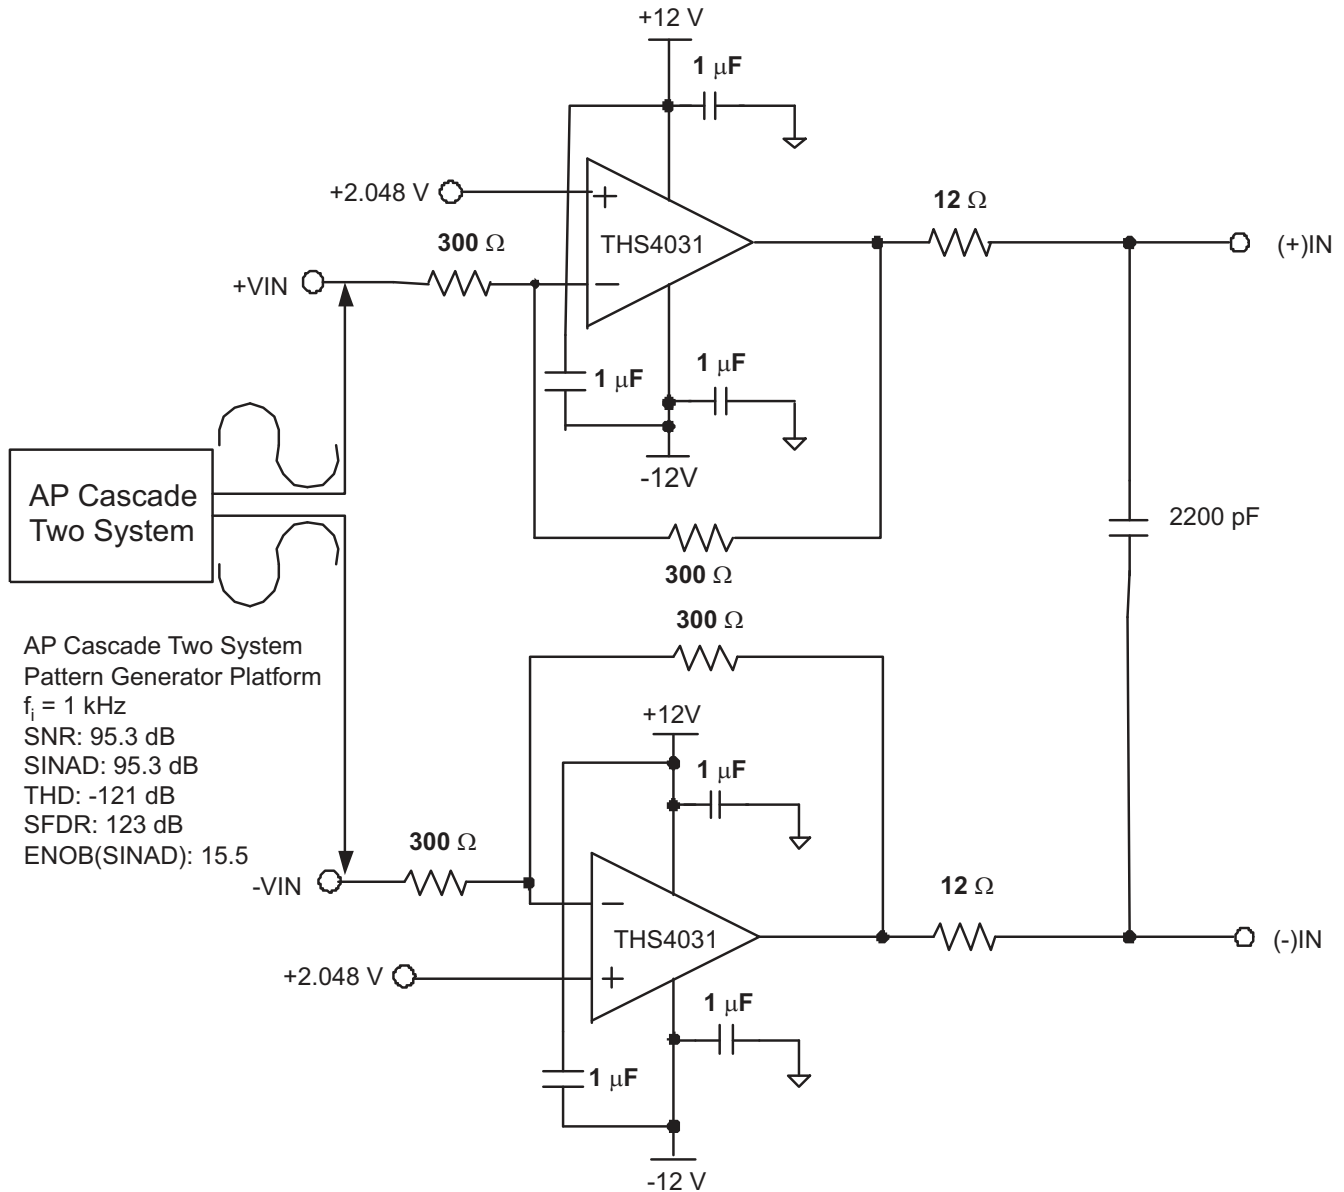 +12 V
1 μF
+2.048 V
+
THS4031
12 Ω
(+)IN
300 Ω
+VIN
−
1 μF
1 μF
-12V
AP Cascade
Two System
2200 pF
300 Ω
300 Ω
AP Cascade Two System
Pattern Generator Platform
fi = 1 kHz
SNR: 95.3 dB
SINAD: 95.3 dB
THD: -121 dB
SFDR: 123 dB
ENOB(SINAD): 15.5
+12V
1 μF
300 Ω
-VIN
−
THS4031
12 Ω
(-)IN
+2.048 V
+
1 μF
1 μF
-12 V